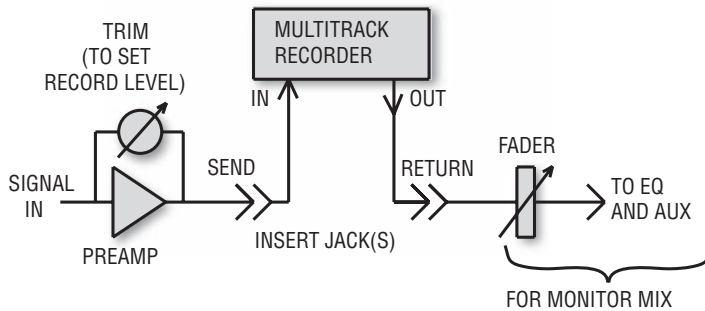 TRIM
(TO SET
RECORD LEVEL)
MULTITRACK
RECORDER
IN
OUT
SIGNAL
IN
PREAMP
SEND
INSERT JACK(S)
RETURN
FADER
TO EQ
AND AUX
FOR MONITOR MIX